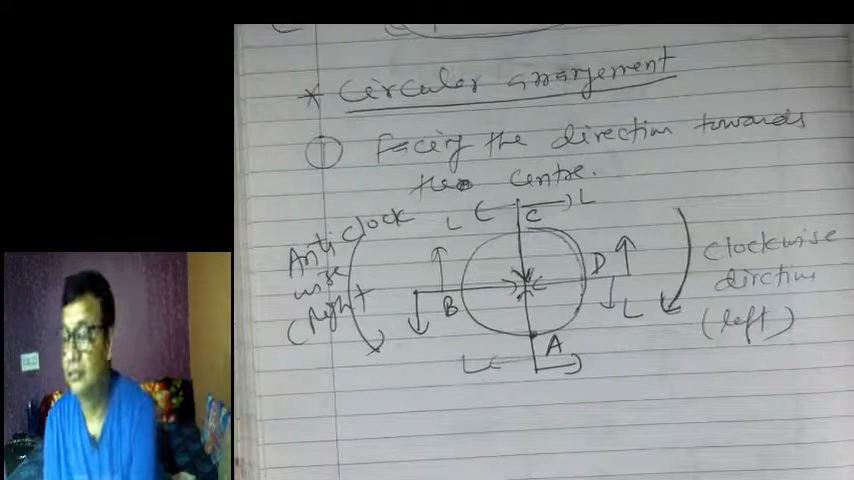 * Circular arrangement
① Facing the direction towards
the centre.
L C L
Anti clock
wise
(right
B
D
L
A
L
clockwise
direction
(left)